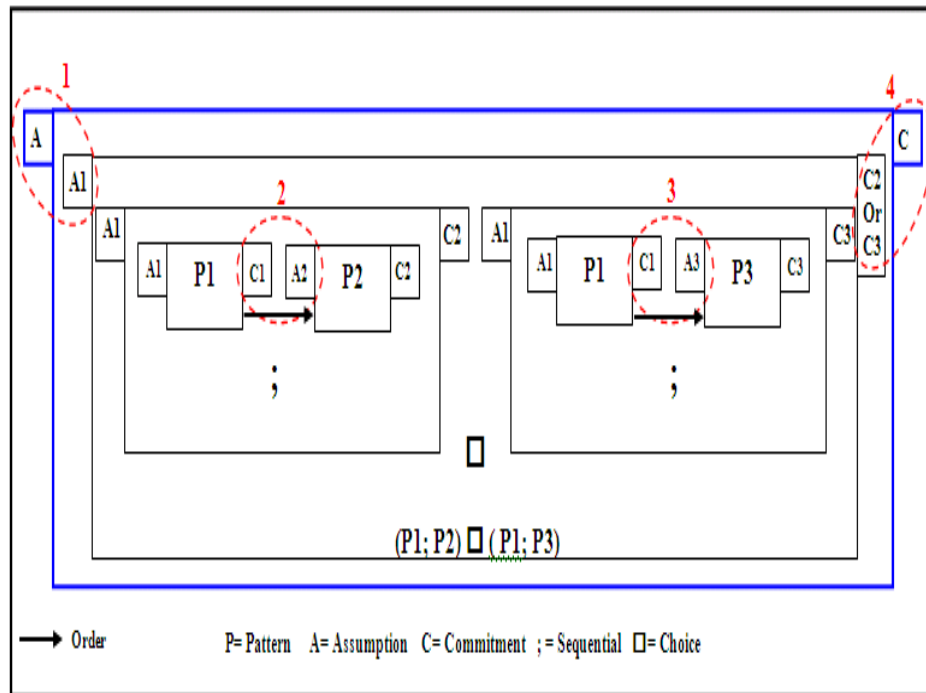 1
4
A
C
A1
C2
Or
C3
2
3
A1
C2
A1
C3
A1
P1
C1
A2
P2
C2
A1
P1
C1
A3
P3
C3
;
;
□
(P1; P2) □ ( P1; P3)
Order
P= Pattern A= Assumption C= Commitment ; = Sequential □= Choice